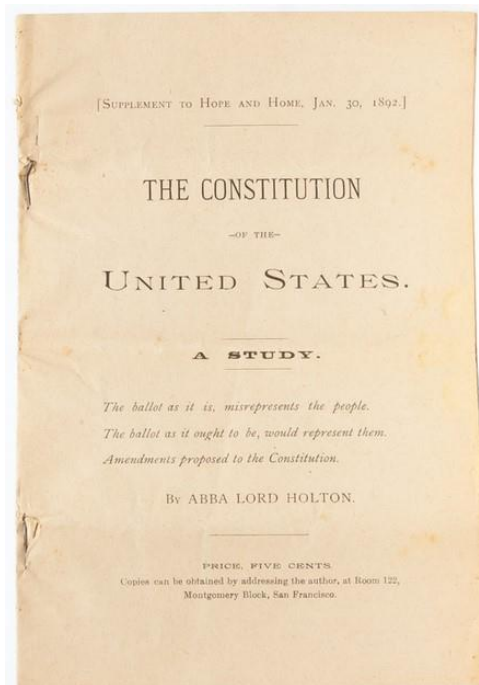 [Supplement to Hope and Home, Jan. 30, 1892.]
THE CONSTITUTION
—OF THE—
United States.
A STUDY.
The ballot as it is, misrepresents the people.
The ballot as it ought to be, would represent them.
Amendments proposed to the Constitution.
By ABBA LORD HOLTON.
PRICE, FIVE CENTS.
Copies can be obtained by addressing the author, at Room 122,
Montgomery Block, San Francisco.